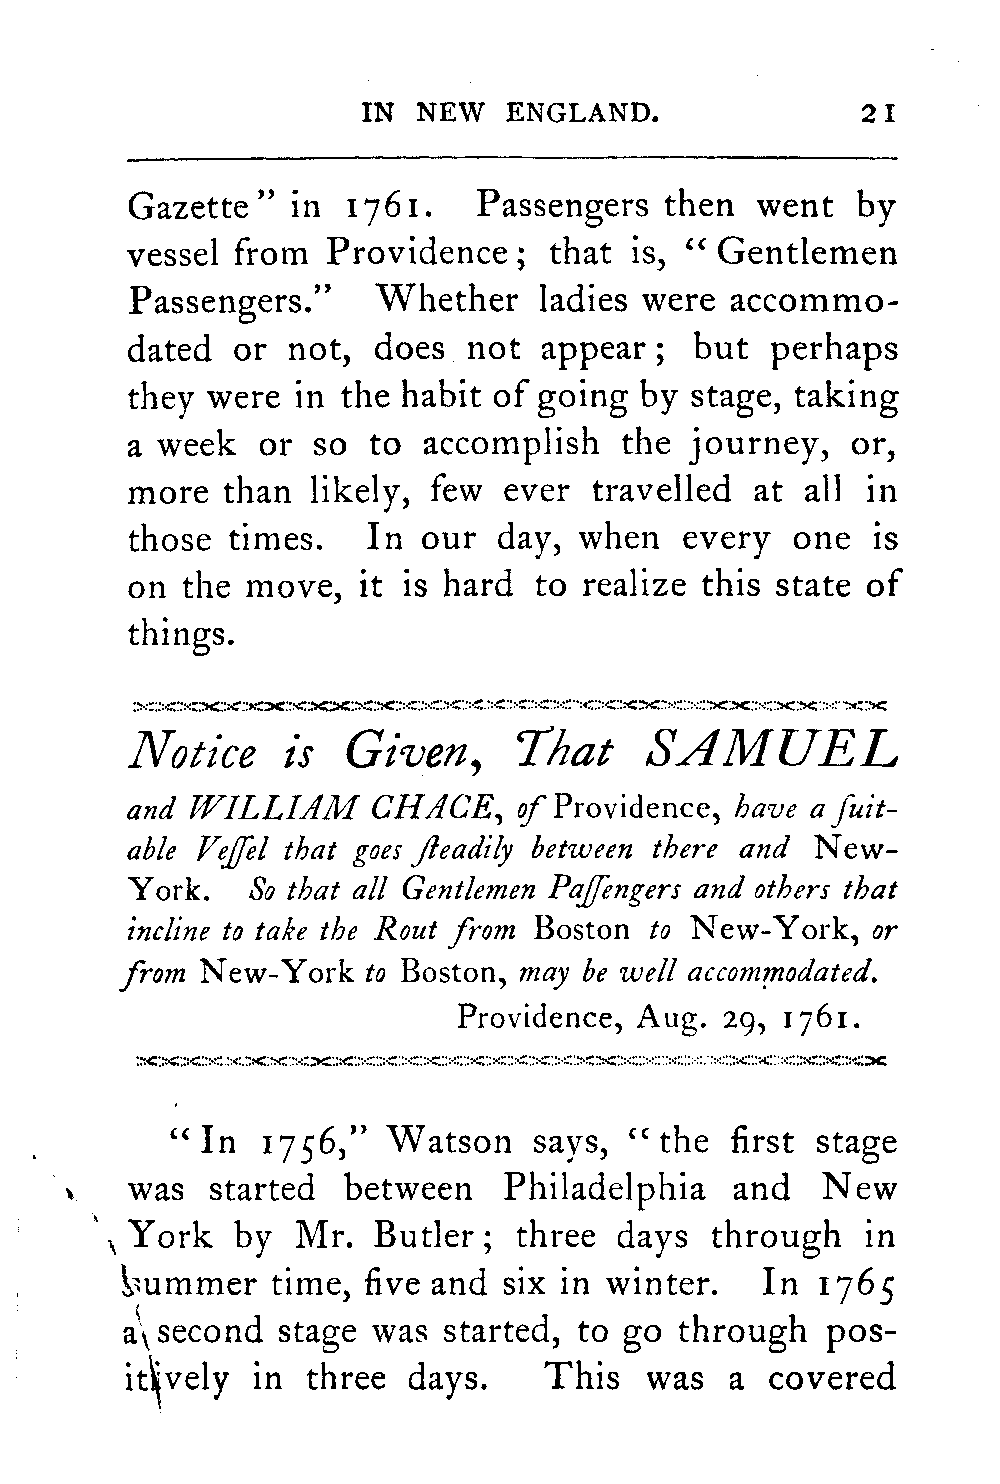 IN NEW ENGLAND. 21
Gazette” in 1761. Passengers then went by
vessel from Providence; that is, “Gentlemen
Passengers.” Whether ladies were accommo-
dated or not, does not appear; but perhaps
they were in the habit of going by stage, taking
a week or so to accomplish the journey, or,
more than likely, few ever travelled at all in
those times. In our day, when every one is
on the move, it is hard to realize this state of
things.
Notice is Given, That SAMUEL
and WILLIAM CHACE, of Providence, have a ſuit-
able Veſſel that goes ſteadily between there and New-
York. So that all Gentlemen Paſſengers and others that
incline to take the Rout from Boston to New-York, or
from New-York to Boston, may be well accommodated.
Providence, Aug. 29, 1761.
“In 1756,” Watson says, “the first stage
was started between Philadelphia and New
York by Mr. Butler; three days through in
summer time, five and six in winter. In 1765
a second stage was started, to go through pos-
itively in three days. This was a covered